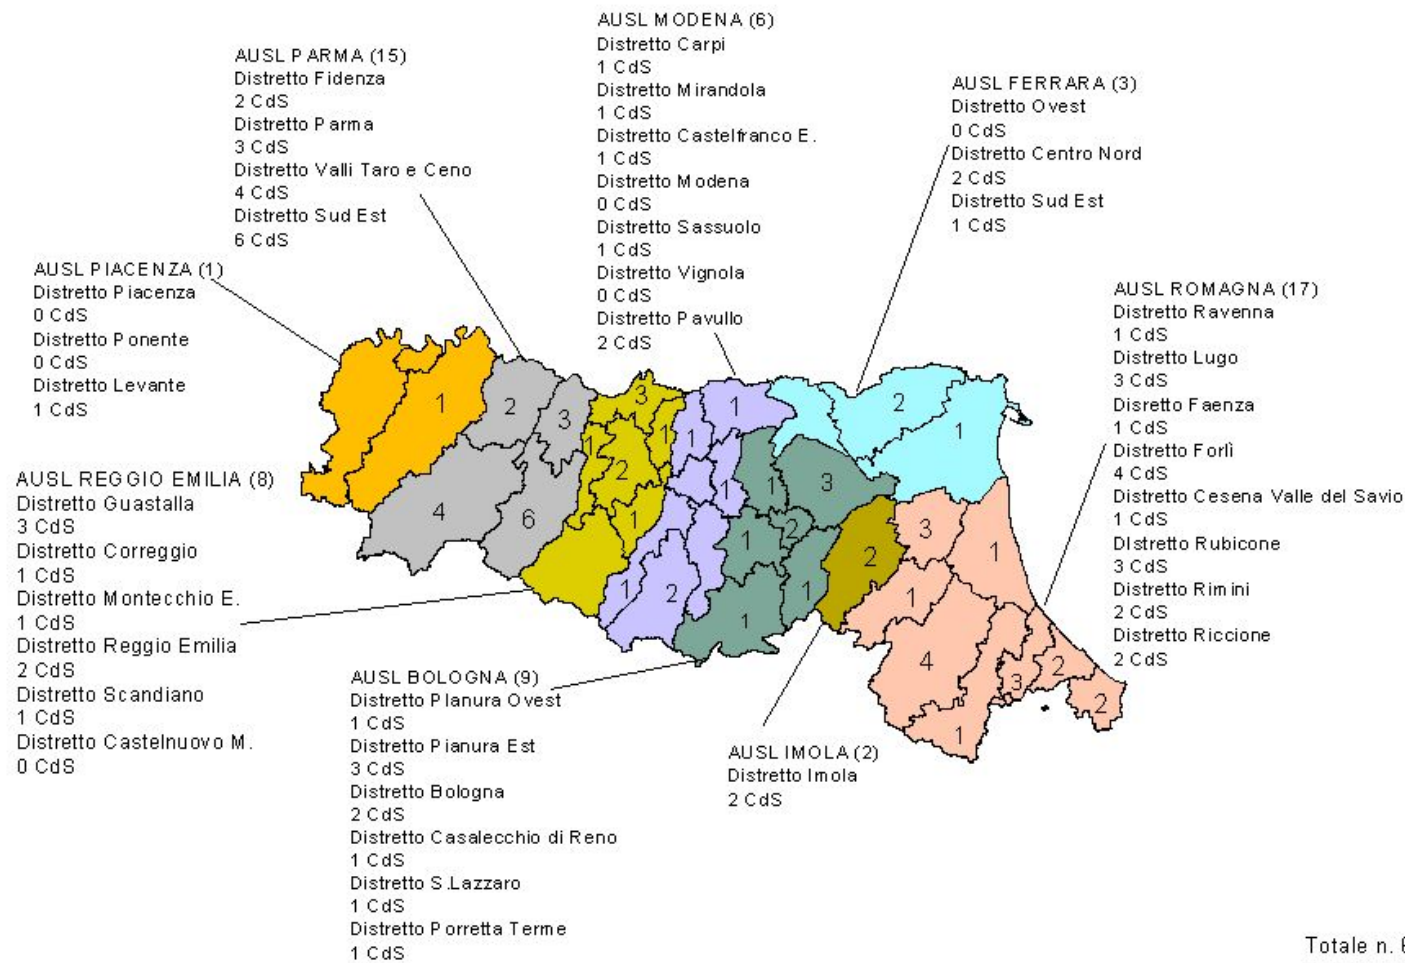 AUSL PIACENZA (1)
Distretto Piacenza
0 CdS
Distretto Ponente
0 CdS
Distretto Levante
1 CdS
AUSL PARMA (15)
Distretto Fidenza
2 CdS
Distretto Parma
3 CdS
Distretto Valli Taro e Ceno
4 CdS
Distretto Sud Est
6 CdS
AUSL MODENA (6)
Distretto Carpi
1 CdS
Distretto Mirandola
1 CdS
Distretto Castelfranco E.
1 CdS
Distretto Modena
0 CdS
Distretto Sassuolo
1 CdS
Distretto Vignola
0 CdS
Distretto Pavullo
2 CdS
AUSL FERRARA (3)
Distretto Ovest
0 CdS
Distretto Centro Nord
2 CdS
Distretto Sud Est
1 CdS
AUSL ROMAGNA (17)
Distretto Ravenna
1 CdS
Distretto Lugo
3 CdS
Disretto Faenza
1 CdS
Distretto Forlì
4 CdS
Distretto Cesena Valle del Savio
1 CdS
DIstretto Rubicone
3 CdS
Distretto Rimini
2 CdS
Distretto Riccione
2 CdS
AUSL REGGIO EMILIA (8)
Distretto Guastalla
3 CdS
Distretto Correggio
1 CdS
Distretto Montecchio E.
1 CdS
Distretto Reggio Emilia
2 CdS
Distretto Scandiano
1 CdS
Distretto Castelnuovo M.
0 CdS
AUSL BOLOGNA (9)
Distretto PIanura Ovest
1 CdS
Distretto Pianura Est
3 CdS
Distretto Bologna
2 CdS
Distretto Casalecchio di Reno
1 CdS
Distretto S.Lazzaro
1 CdS
Distretto Porretta Terme
1 CdS
AUSL IMOLA (2)
Distretto Imola
2 CdS
1
2
3
4
6
3
1
1
2
1
1
1
1
1
2
2
1
1
3
1
2
1
1
2
3
1
1
4
1
3
2
2
Totale n. 6